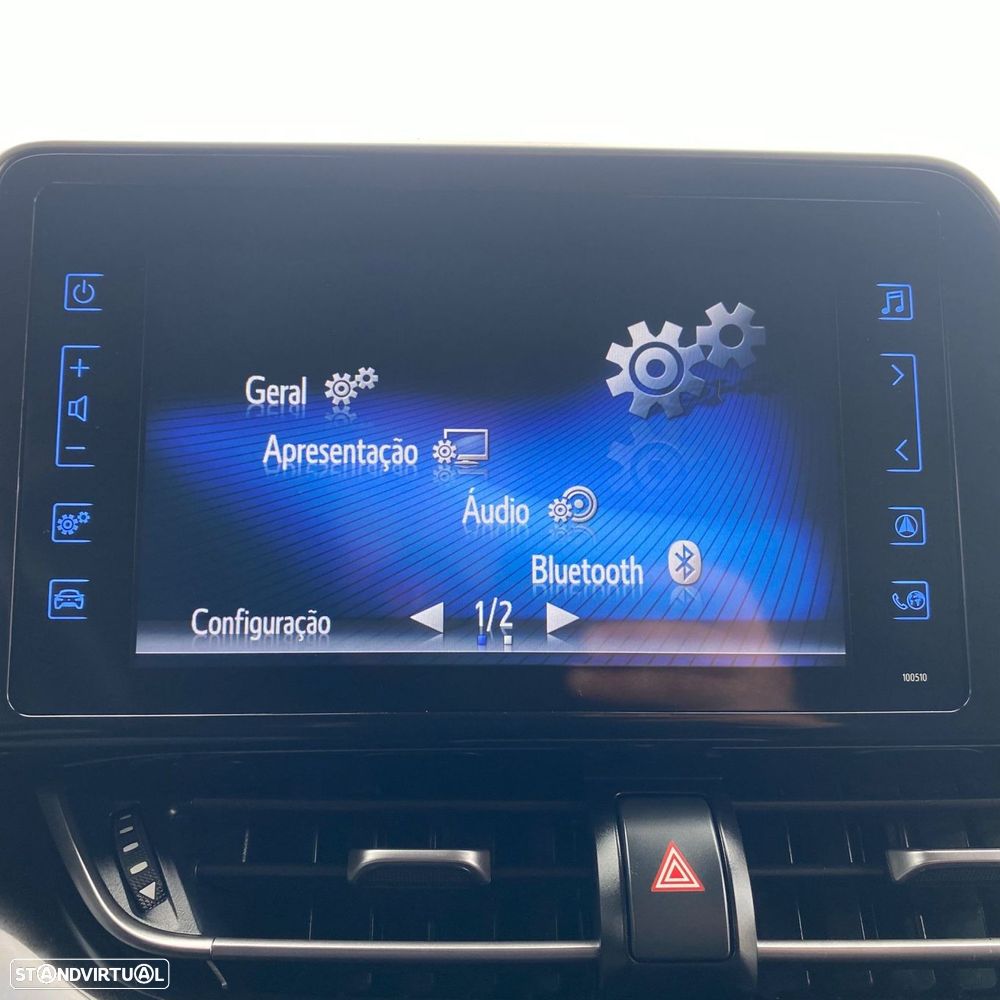 Geral
Apresentação
Áudio
Bluetooth
Configuração
1/2
100510
STANDVIRTUAL